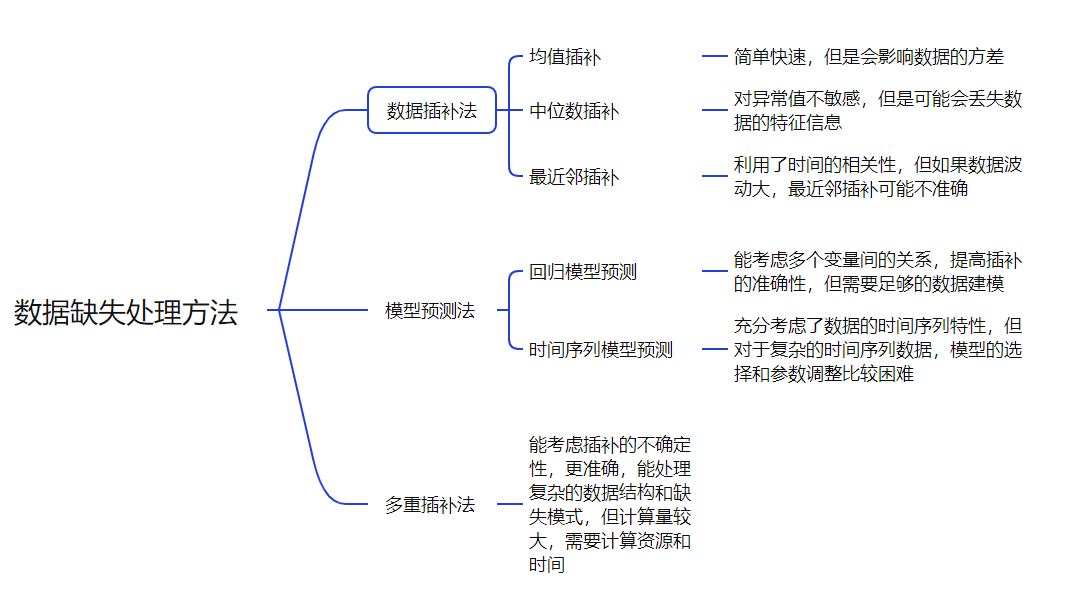 数据缺失处理方法
数据插补法
均值插补
简单快速，但是会影响数据的方差
中位数插补
对异常值不敏感，但是可能会丢失数
据的特征信息
最近邻插补
利用了时间的相关性，但如果数据波
动大，最近邻插补可能不准确
模型预测法
回归模型预测
能考虑多个变量间的关系，提高插补
的准确性，但需要足够的数据建模
时间序列模型预测
充分考虑了数据的时间序列特性，但
对于复杂的时间序列数据，模型的选
择和参数调整比较困难
多重插补法
能考虑插补的不确定
性，更准确，能处理
复杂的数据结构和缺
失模式，但计算量较
大，需要计算资源和
时间